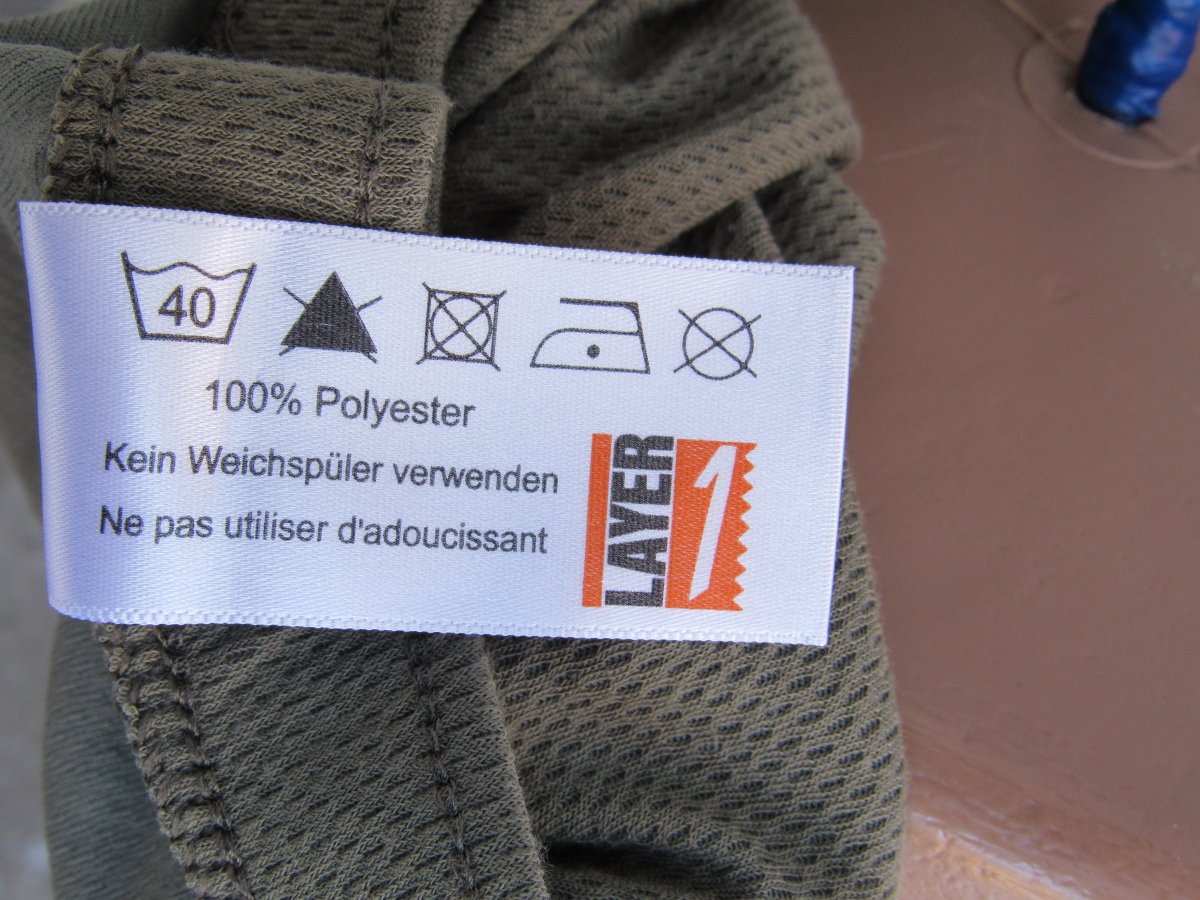 40
100% Polyester
Kein Weichspüler verwenden
Ne pas utiliser d'adoucissant
LAYER
1